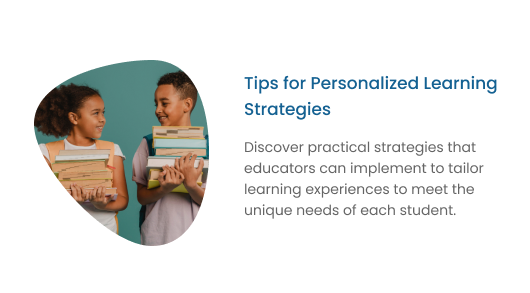 Tips for Personalized Learning
Strategies
Discover practical strategies that
educators can implement to tailor
learning experiences to meet the
unique needs of each student.